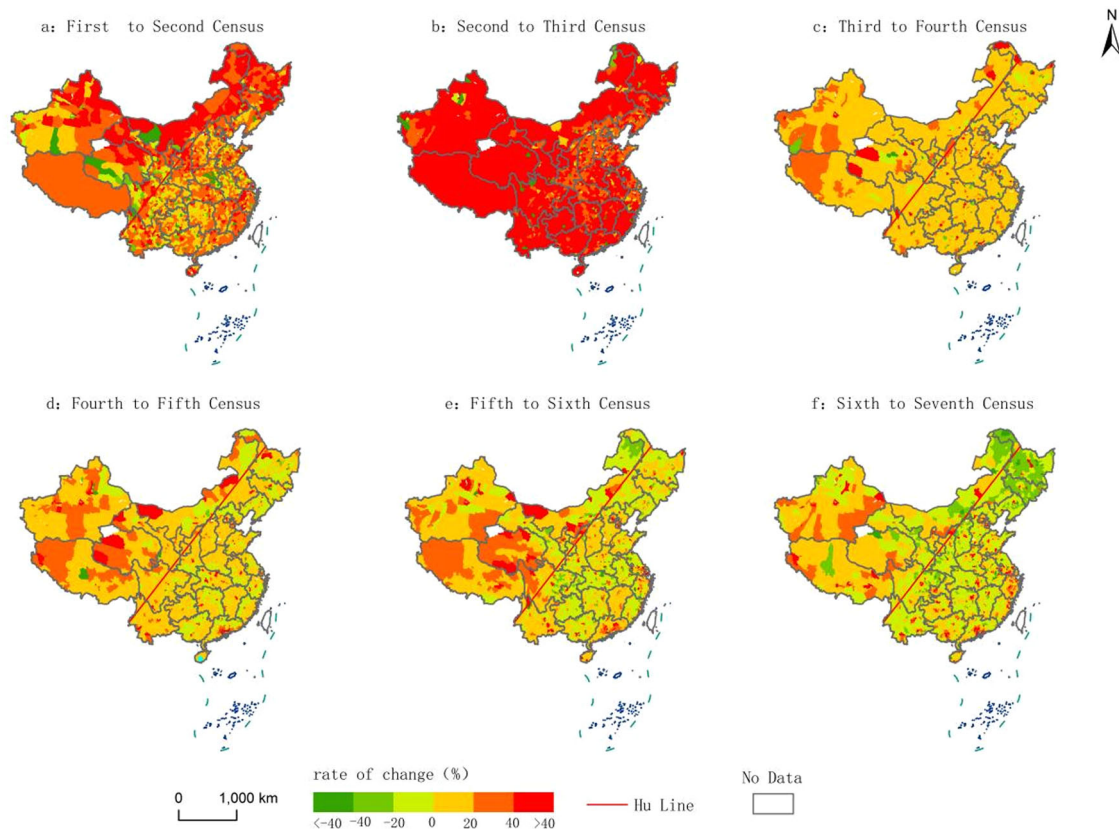 a: First to Second Census
b: Second to Third Census
c: Third to Fourth Census
N
d: Fourth to Fifth Census
e: Fifth to Sixth Census
f: Sixth to Seventh Census
rate of change (%)
No Data
0 1,000 km
Hu Line
<-40 -40 -20 0 20 40 >40